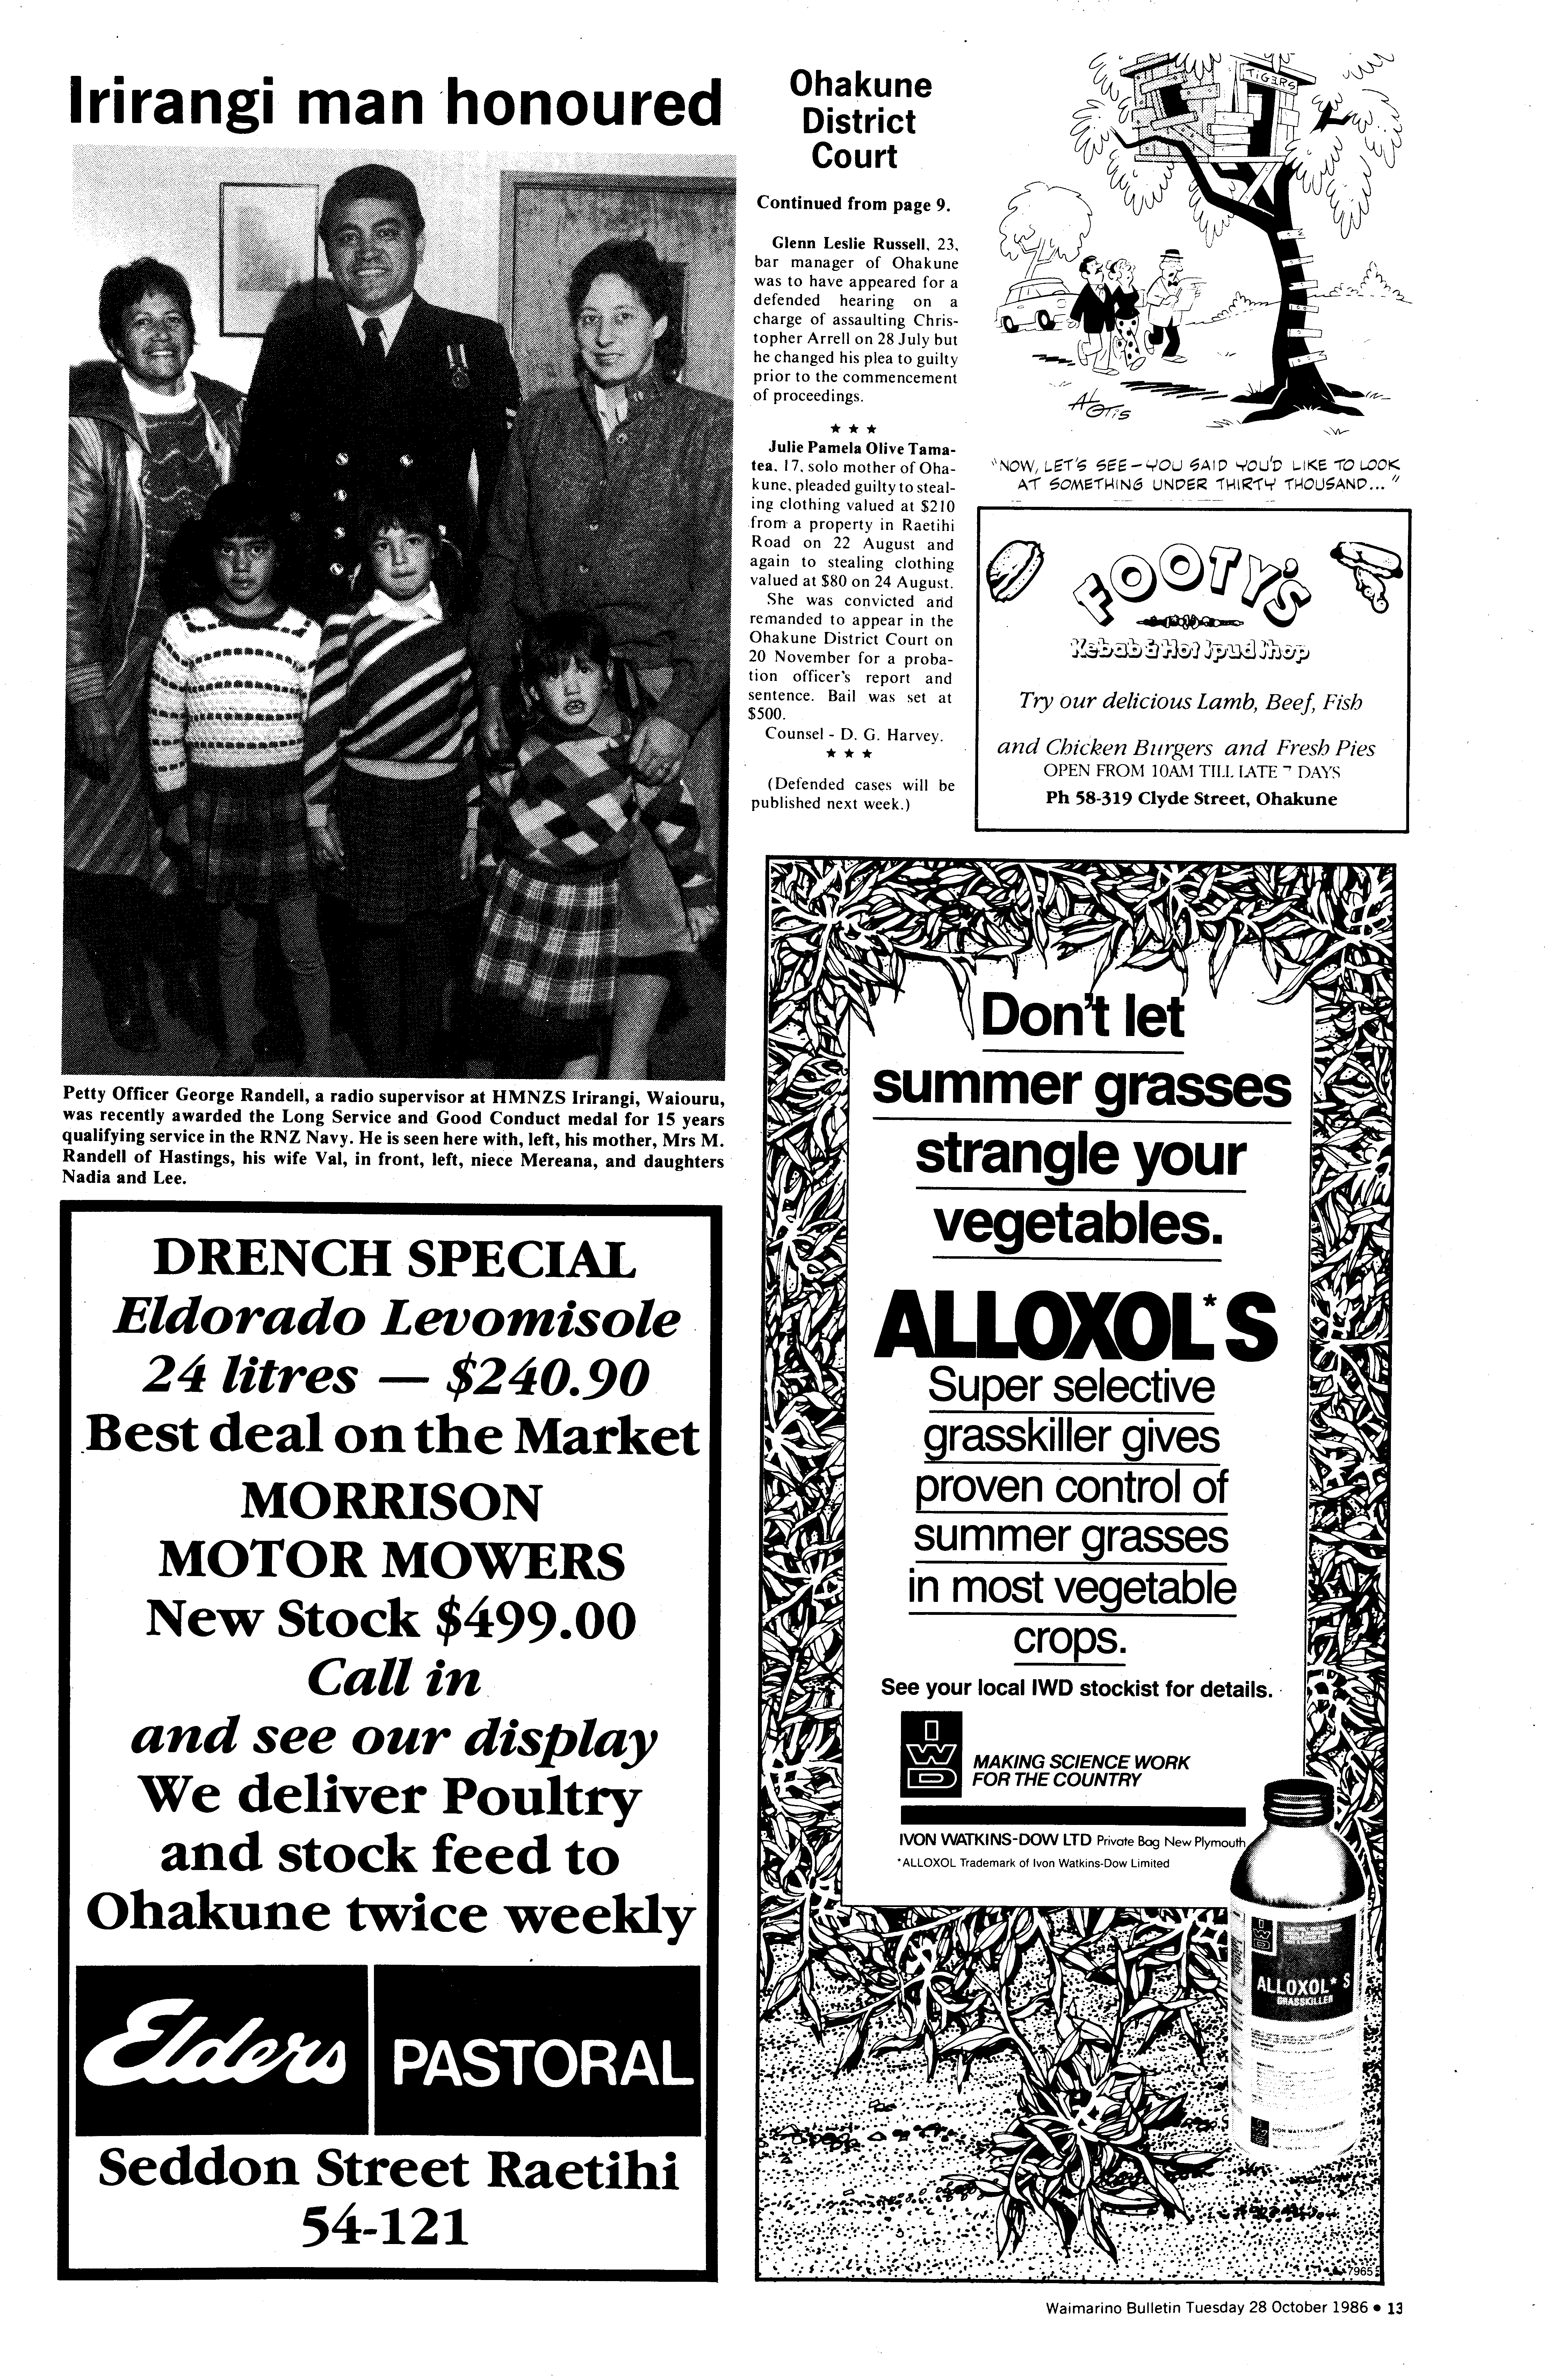 Irirangi man honoured
Petty Officer George Randell, a radio supervisor at HMNZS Irirangi, Waiouru,
was recently awarded the Long Service and Good Conduct medal for 15 years
qualifying service in the RNZ Navy. He is seen here with, left, his mother, Mrs M.
Randell of Hastings, his wife Val, in front, left, niece Mereana, and daughters
Nadia and Lee.
DRENCH SPECIAL
Eldorado Levomisole
24 litres — $240.90
Best deal on the Market
MORRISON
MOTOR MOWERS
New Stock $499.00
Call in
and see our display
We deliver Poultry
and stock feed to
Ohakune twice weekly
Elders PASTORAL
Seddon Street Raetihi
54-121
Ohakune
District
Court
Continued from page 9.
Glenn Leslie Russell, 23,
bar manager of Ohakune
was to have appeared for a
defended hearing on a
charge of assaulting Chris-
topher Arrell on 28 July but
he changed his plea to guilty
prior to the commencement
of proceedings.
★ ★ ★
Julie Pamela Olive Tama-
tea, 17, solo mother of Oha-
kune, pleaded guilty to steal-
ing clothing valued at $210
from a property in Raetihi
Road on 22 August and
again to stealing clothing
valued at $80 on 24 August.
She was convicted and
remanded to appear in the
Ohakune District Court on
20 November for a proba-
tion officer's report and
sentence. Bail was set at
$500.
Counsel - D. G. Harvey.
★ ★ ★
(Defended cases will be
published next week.)
TIGERS
"NOW, LET'S SEE — YOU SAID YOU'D LIKE TO LOOK
AT SOMETHING UNDER THIRTY THOUSAND... "
FOOTY'S
Kebab & Hot Spud Shop
Try our delicious Lamb, Beef, Fish
and Chicken Burgers and Fresh Pies
OPEN FROM 10AM TILL LATE 7 DAYS
Ph 58-319 Clyde Street, Ohakune
Don't let
summer grasses
strangle your
vegetables.
ALLOXOL*S
Super selective
grasskiller gives
proven control of
summer grasses
in most vegetable
crops.
See your local IWD stockist for details.
IWD
MAKING SCIENCE WORK
FOR THE COUNTRY
IVON WATKINS-DOW LTD Private Bag New Plymouth
*ALLOXOL Trademark of Ivon Watkins-Dow Limited
IWD
ALLOXOL* S
GRASSKILLER
7965
Waimarino Bulletin Tuesday 28 October 1986 • 13